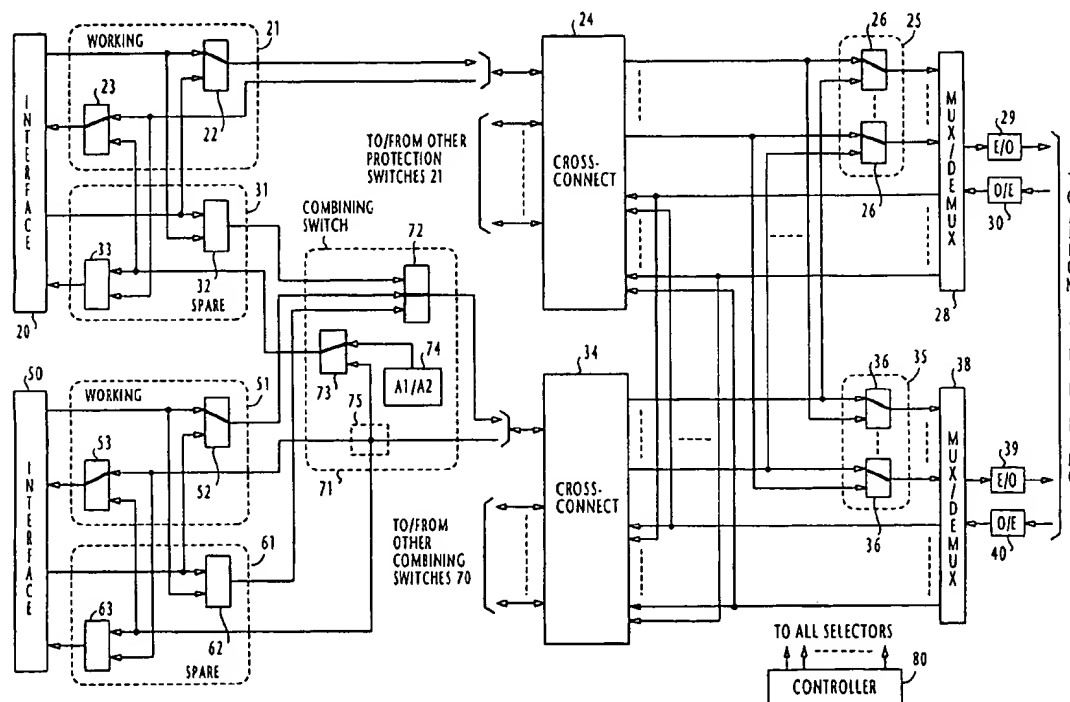 WORKING
21
22
23
INTERFACE
20
31
32
33
SPARE
COMBINING
SWITCH
72
73
74
A1/A2
75
71
50
INTERFACE
WORKING
51
52
53
61
62
63
SPARE
24
CROSS-
CONNECT
TO/FROM OTHER
PROTECTION
SWITCHES 21
34
CROSS-
CONNECT
TO/FROM
OTHER
COMBINING
SWITCHES 70
26
25
26
MUX/DEMUX
28
29
E/O
O/E
30
36
35
36
38
MUX/DEMUX
39
E/O
O/E
40
TO ALL SELECTORS
80
CONTROLLER